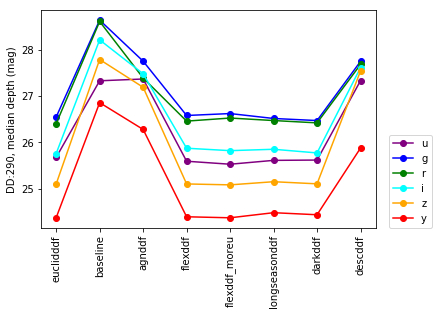 DD:290, median depth (mag)
28
27
26
25
euclidddf
baseline
agnddf
flexddf
flexddf_moreu
longseasonddf
darkddf
descddf
u
g
r
i
z
y